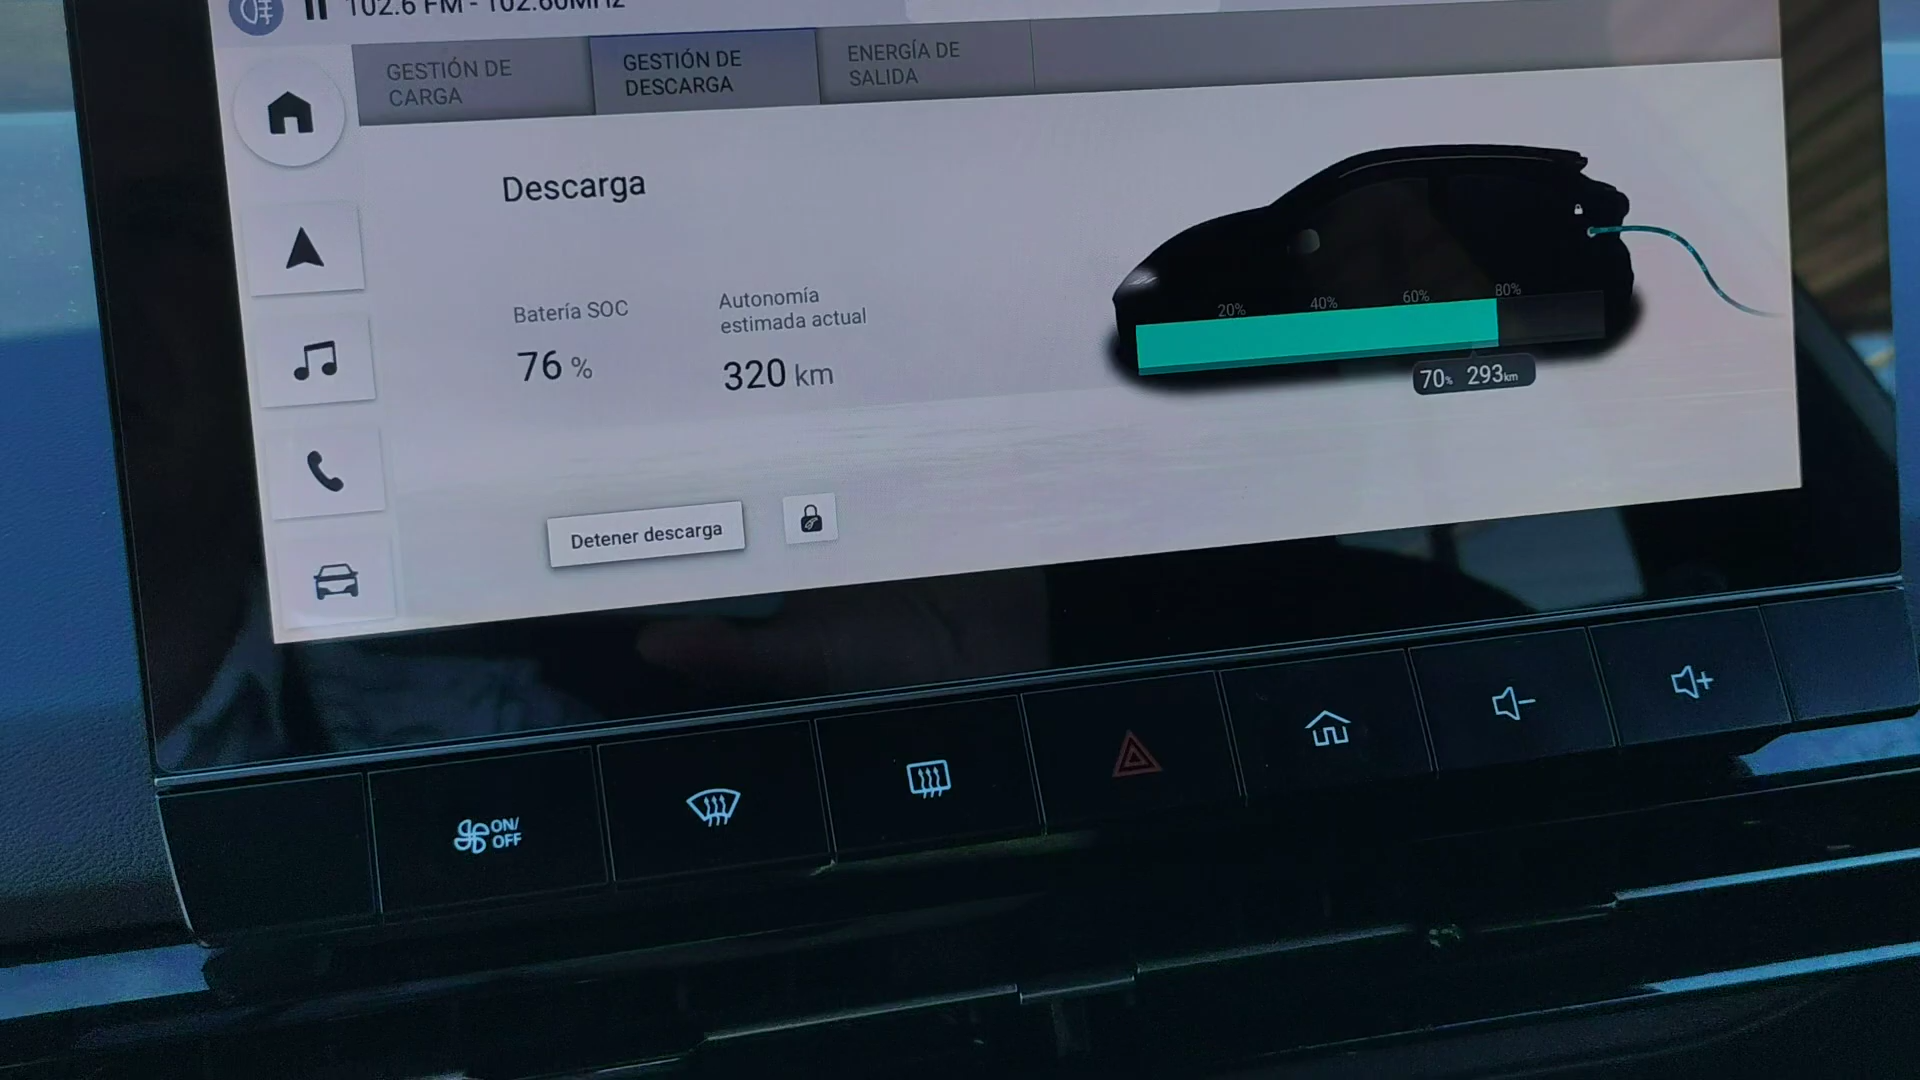 102.6 FM - 102.60MHz
GESTIÓN DE
CARGA
GESTIÓN DE
DESCARGA
ENERGÍA DE
SALIDA
Descarga
Batería SOC
76 %
Autonomía
estimada actual
320 km
20%
40%
60%
80%
70% 293km
Detener descarga
ON/
OFF